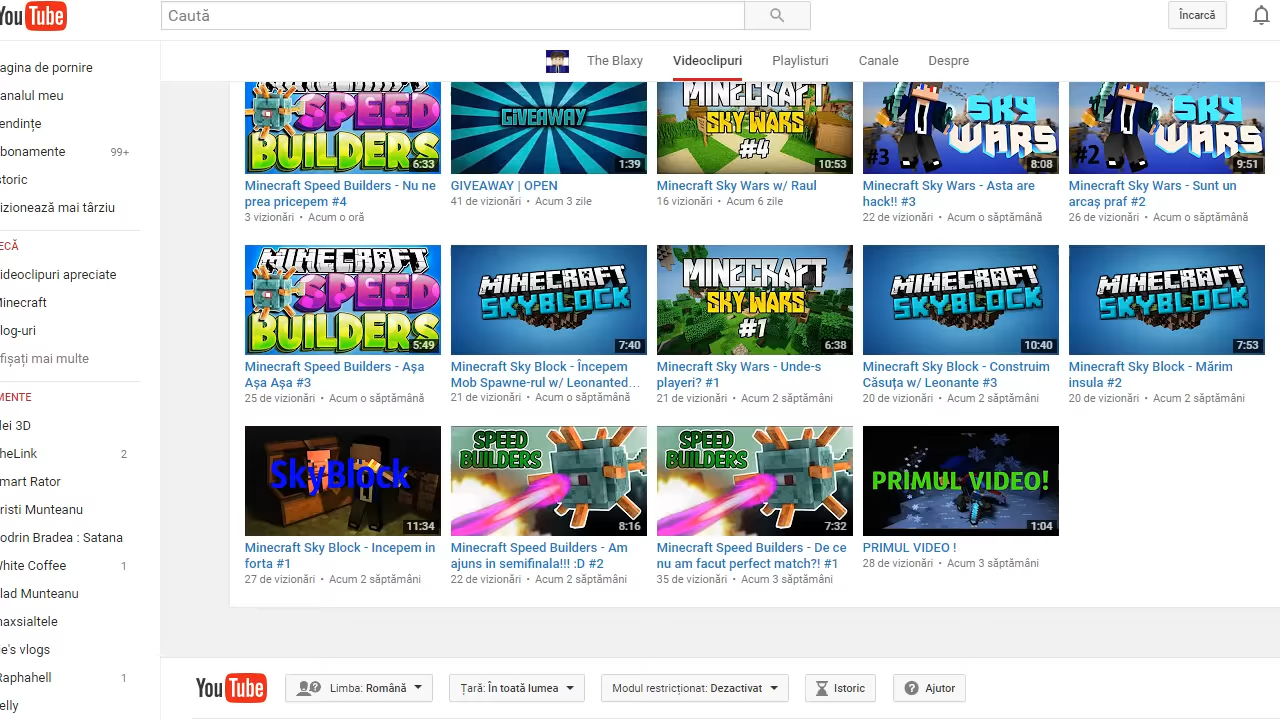 YouTube
Caută
Încarcă
The Blaxy
Videoclipuri
Playlisturi
Canale
Despre
agina de pornire
analul meu
endințe
bonamente 99+
storic
izionează mai târziu
ECĂ
ideoclipuri apreciate
Minecraft
log-uri
fișați mai multe
MENTE
lei 3D
heLink 2
mart Rator
risti Munteanu
odrin Bradea : Satana
White Coffee 1
lad Munteanu
naxsialtele
e's vlogs
Raphahell 1
elly
MINECRAFT
SPEED
BUILDERS
6:33
Minecraft Speed Builders - Nu ne
prea pricepem #4
3 vizionări • Acum o oră
GIVEAWAY
1:39
GIVEAWAY | OPEN
41 de vizionări • Acum 3 zile
MINECRAFT
SKY WARS
#4
10:53
Minecraft Sky Wars w/ Raul
16 vizionări • Acum 6 zile
SKY
WARS
#3
8:08
Minecraft Sky Wars - Asta are
hack!! #3
22 de vizionări • Acum o săptămână
SKY
WARS
#2
9:51
Minecraft Sky Wars - Sunt un
arcaș praf #2
26 de vizionări • Acum o săptămână
MINECRAFT
SPEED
BUILDERS
5:49
Minecraft Speed Builders - Așa
Așa Așa #3
25 de vizionări • Acum o săptămână
MINECRAFT
SKYBLOCK
7:40
Minecraft Sky Block - Începem
Mob Spawne-rul w/ Leonanted…
21 de vizionări • Acum o săptămână
MINECRAFT
SKY WARS
#1
6:38
Minecraft Sky Wars - Unde-s
playeri? #1
21 de vizionări • Acum 2 săptămâni
MINECRAFT
SKYBLOCK
10:40
Minecraft Sky Block - Construim
Căsuța w/ Leonante #3
20 de vizionări • Acum 2 săptămâni
MINECRAFT
SKYBLOCK
7:53
Minecraft Sky Block - Mărim
insula #2
20 de vizionări • Acum 2 săptămâni
SkyBlock
11:34
Minecraft Sky Block - Incepem in
forta #1
27 de vizionări • Acum 2 săptămâni
SPEED
BUILDERS
8:16
Minecraft Speed Builders - Am
ajuns in semifinala!!! :D #2
22 de vizionări • Acum 2 săptămâni
SPEED
BUILDERS
7:32
Minecraft Speed Builders - De ce
nu am facut perfect match?! #1
35 de vizionări • Acum 3 săptămâni
PRIMUL VIDEO!
1:04
PRIMUL VIDEO !
28 de vizionări • Acum 3 săptămâni
YouTube
Limba: Română
Țară: În toată lumea
Modul restricționat: Dezactivat
Istoric
Ajutor